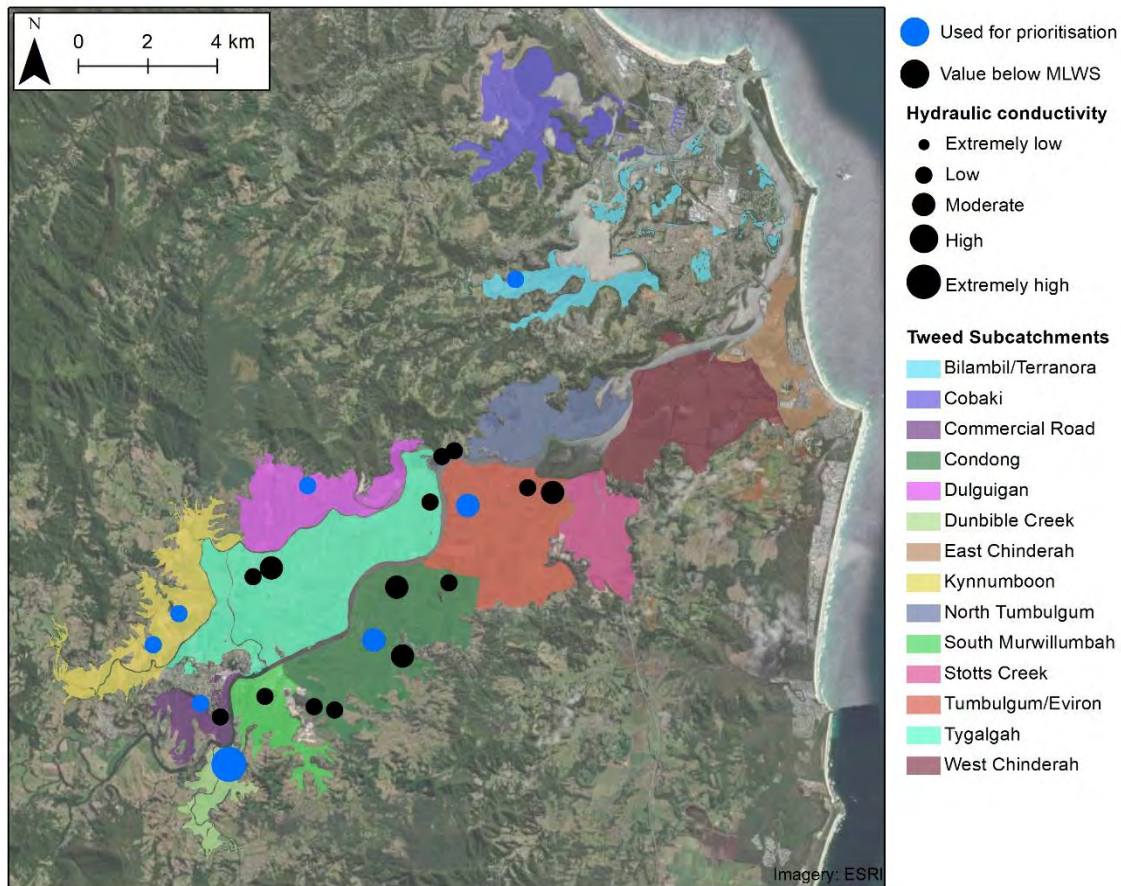 N
0 2 4 km
Used for prioritisation
Value below MLWS
Hydraulic conductivity
Extremely low
Low
Moderate
High
Extremely high
Tweed Subcatchments
Bilambil/Terranora
Cobaki
Commercial Road
Condong
Dulguigan
Dunbible Creek
East Chinderah
Kynnumboon
North Tumbulgum
South Murwillumbah
Stotts Creek
Tumbulgum/Eviron
Tygalgah
West Chinderah
Imagery: ESRI